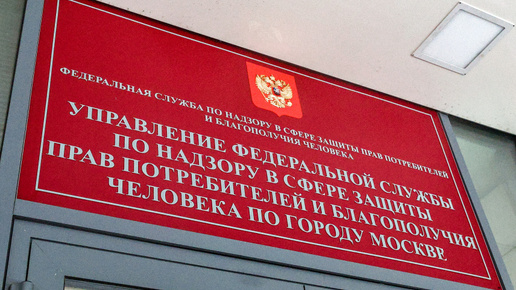 ФЕДЕРАЛЬНАЯ СЛУЖБА ПО НАДЗОРУ В СФЕРЕ ЗАЩИТЫ ПРАВ ПОТРЕБИТЕЛЕЙ
И БЛАГОПОЛУЧИЯ ЧЕЛОВЕКА
УПРАВЛЕНИЕ ФЕДЕРАЛЬНОЙ СЛУЖБЫ
ПО НАДЗОРУ В СФЕРЕ ЗАЩИТЫ
ПРАВ ПОТРЕБИТЕЛЕЙ И БЛАГОПОЛУЧИЯ
ЧЕЛОВЕКА ПО ГОРОДУ МОСКВЕ